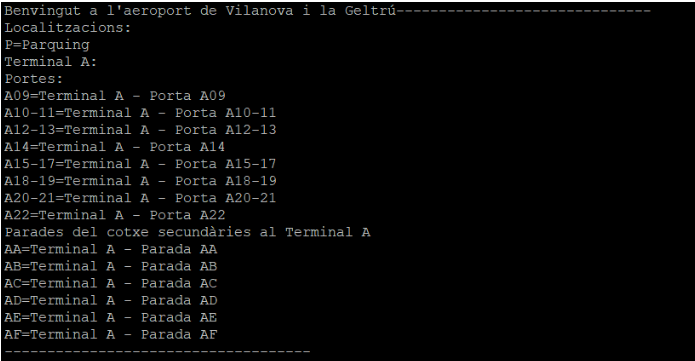 Benvingut a l'aeroport de Vilanova i la Geltrú------------------------------
Localitzacions:
P=Parquing
Terminal A:
Portes:
A09=Terminal A - Porta A09
A10-11=Terminal A - Porta A10-11
A12-13=Terminal A - Porta A12-13
A14=Terminal A - Porta A14
A15-17=Terminal A - Porta A15-17
A18-19=Terminal A - Porta A18-19
A20-21=Terminal A - Porta A20-21
A22=Terminal A - Porta A22
Parades del cotxe secundàries al Terminal A
AA=Terminal A - Parada AA
AB=Terminal A - Parada AB
AC=Terminal A - Parada AC
AD=Terminal A - Parada AD
AE=Terminal A - Parada AE
AF=Terminal A - Parada AF
------------------------------------